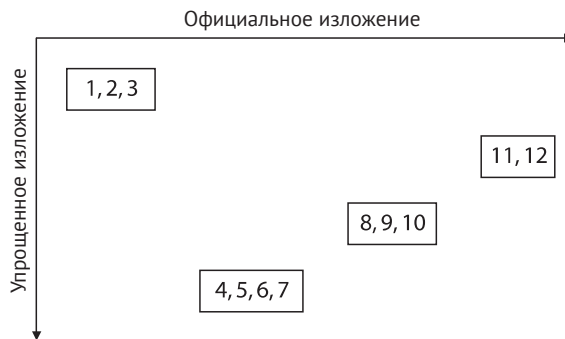 Официальное изложение
Упрощенное изложение
1, 2, 3
11, 12
8, 9, 10
4, 5, 6, 7